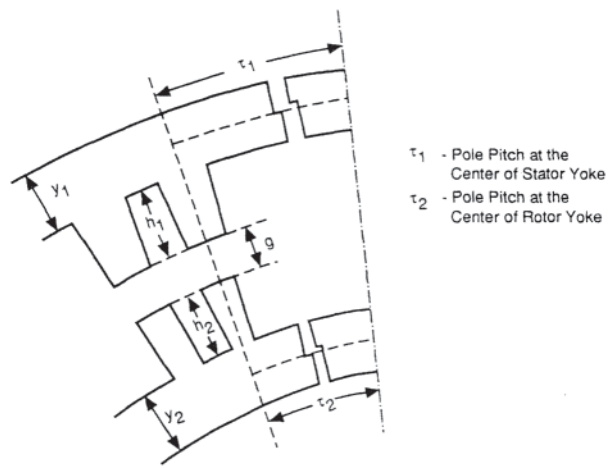 τ1
y1
h1
g
h2
y2
τ2
τ1 - Pole Pitch at the
Center of Stator Yoke
τ2 - Pole Pitch at the
Center of Rotor Yoke